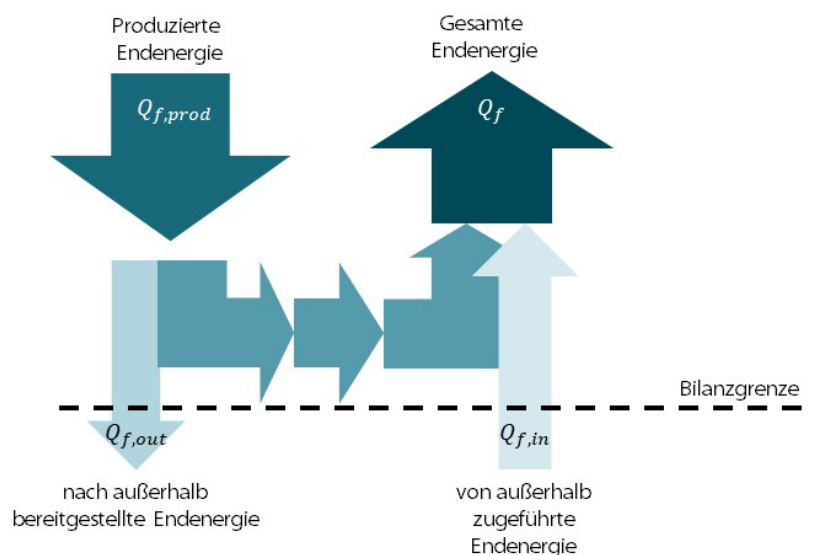 Produzierte
Endenergie
Gesamte
Endenergie
Q_{f,prod}
Q_f
Bilanzgrenze
Q_{f,out}
Q_{f,in}
nach außerhalb
bereitgestellte Endenergie
von außerhalb
zugeführte
Endenergie